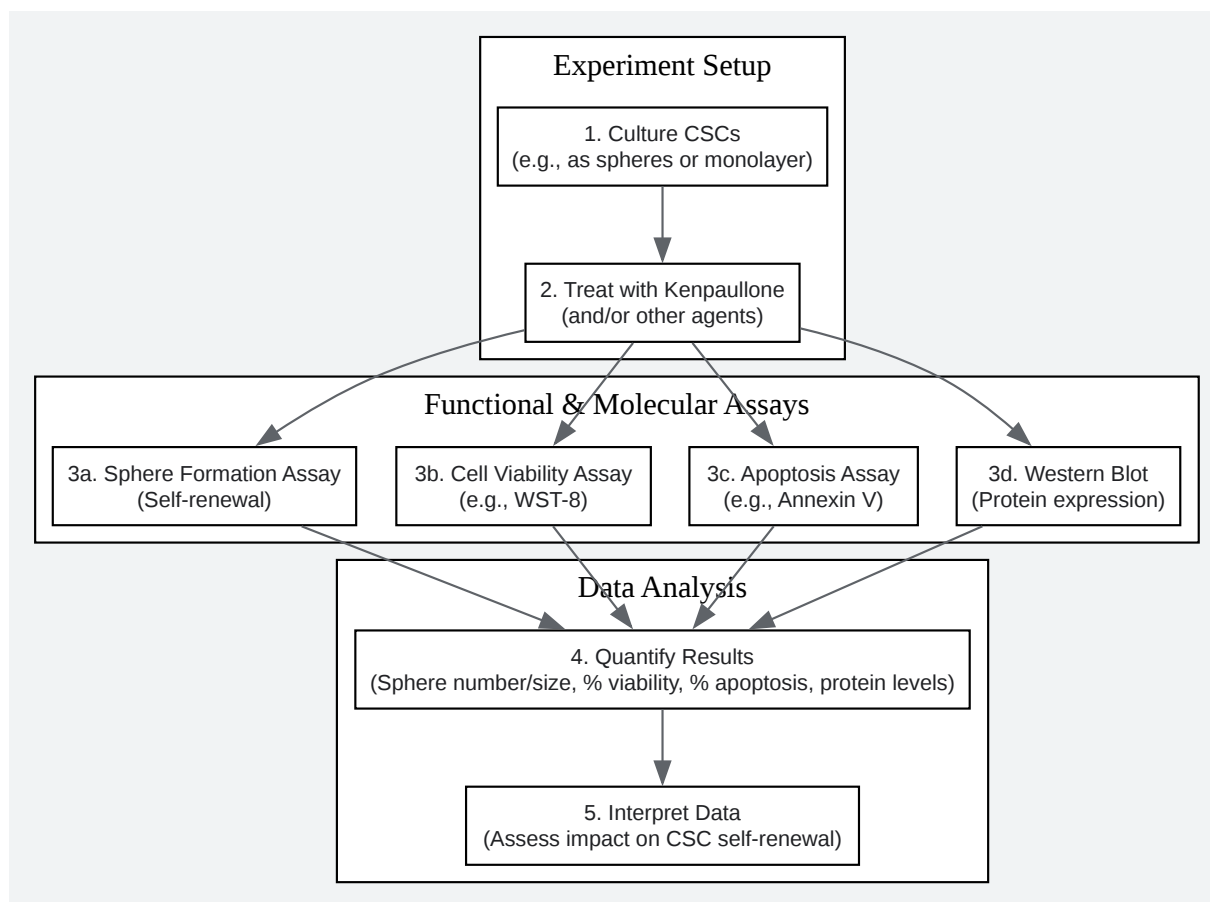 Experiment Setup
1. Culture CSCs
(e.g., as spheres or monolayer)
2. Treat with Kenpaullone
(and/or other agents)
Functional & Molecular Assays
3a. Sphere Formation Assay
(Self-renewal)
3b. Cell Viability Assay
(e.g., WST-8)
3c. Apoptosis Assay
(e.g., Annexin V)
3d. Western Blot
(Protein expression)
Data Analysis
4. Quantify Results
(Sphere number/size, % viability, % apoptosis, protein levels)
5. Interpret Data
(Assess impact on CSC self-renewal)